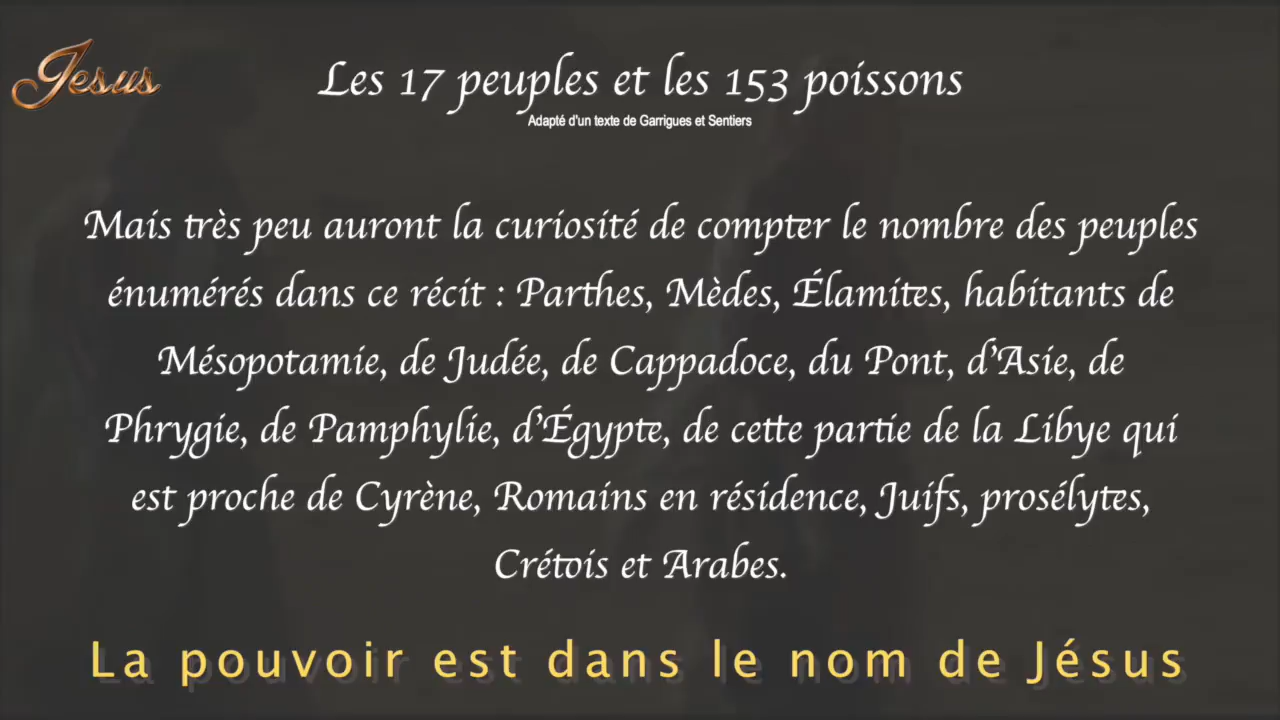 Jesus
Les 17 peuples et les 153 poissons
Adapté d'un texte de Garrigues et Sentiers
Mais très peu auront la curiosité de compter le nombre des peuples
énumérés dans ce récit : Parthes, Mèdes, Élamites, habitants de
Mésopotamie, de Judée, de Cappadoce, du Pont, d'Asie, de
Phrygie, de Pamphylie, d'Égypte, de cette partie de la Libye qui
est proche de Cyrène, Romains en résidence, Juifs, prosélytes,
Crétois et Arabes.
La pouvoir est dans le nom de Jésus